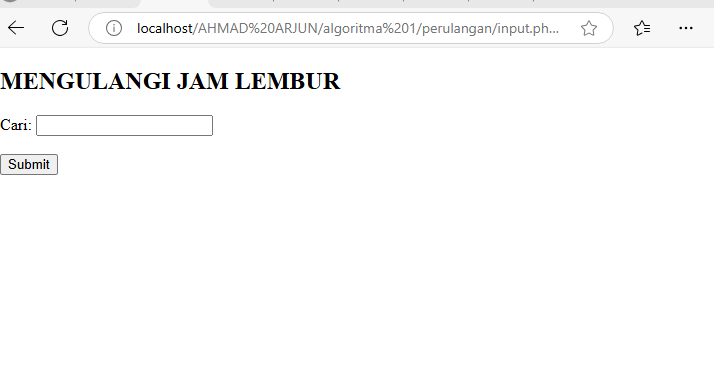 localhost/AHMAD%20ARJUN/algoritma%201/perulangan/input.ph...
MENGULANGI JAM LEMBUR
Cari:
Submit